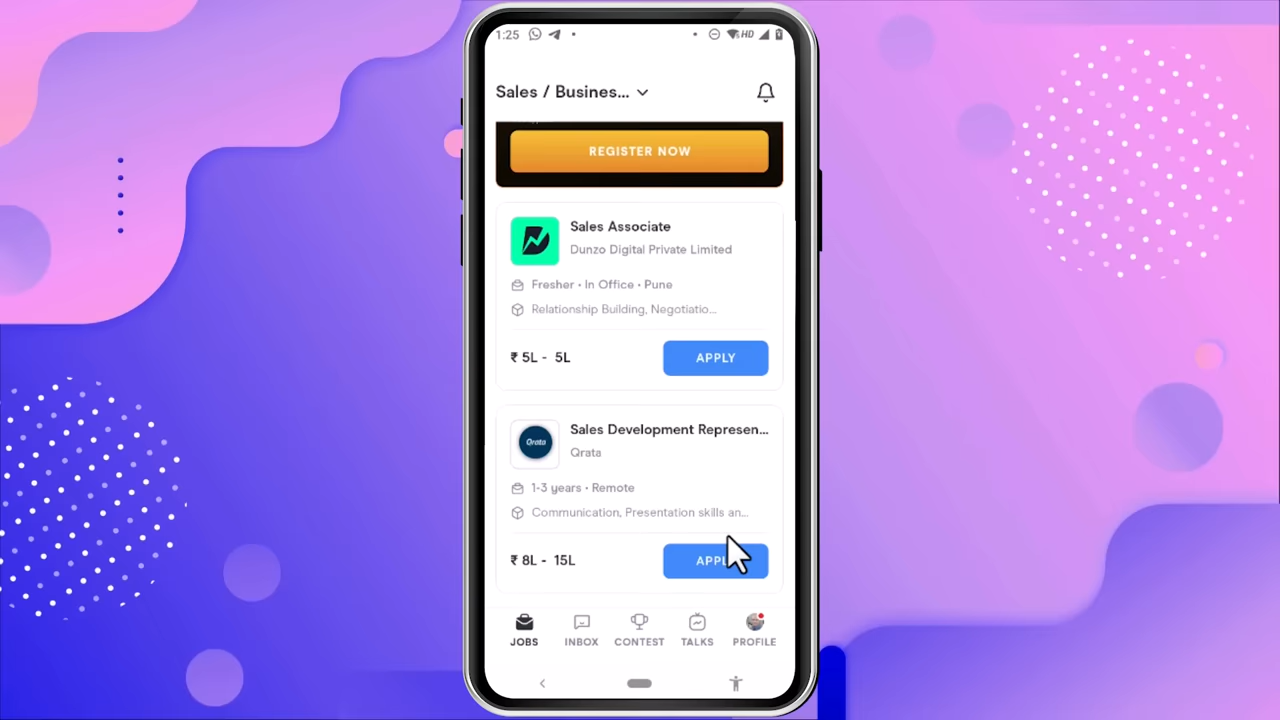 1:25
HD
Sales / Busines...
REGISTER NOW
Sales Associate
Dunzo Digital Private Limited
Fresher • In Office • Pune
Relationship Building, Negotiatio...
₹ 5L - 5L
APPLY
Sales Development Represen...
Qrata
Qrata
1-3 years • Remote
Communication, Presentation skills an...
₹ 8L - 15L
APPLY
JOBS
INBOX
CONTEST
TALKS
PROFILE